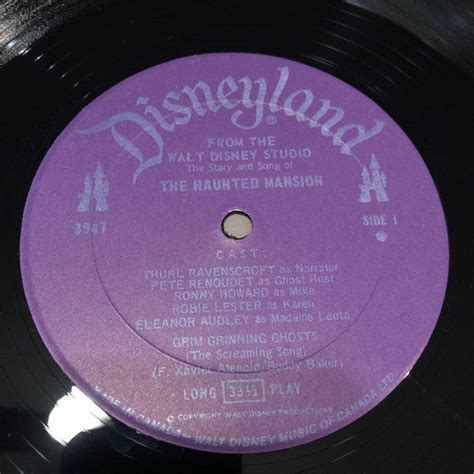 Disneyland ®
FROM THE
WALT DISNEY STUDIO
The Story and Song of
THE HAUNTED MANSION
3947
SIDE 1
CAST:
THURL RAVENSCROFT as Narrator
PETE RENOUDET as Ghost Host
RONNY HOWARD as Mike
ROBIE LESTER as Karen
ELEANOR AUDLEY as Madame Leota
GRIM GRINNING GHOSTS
(The Screaming Song)
(F. Xavier Atencio/Buddy Baker)
LONG 33⅓ PLAY
© COPYRIGHT WALT DISNEY PRODUCTIONS
MADE IN CANADA WALT DISNEY MUSIC OF CANADA LTD.